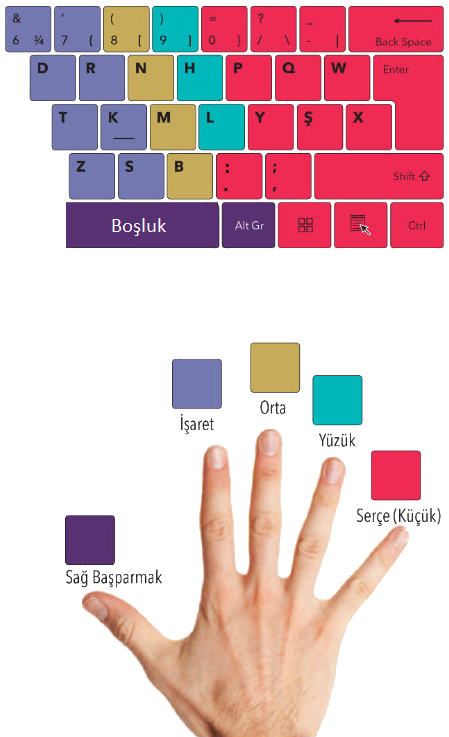 & ' ( ) = ? _
6 ¾ 7 { 8 [ 9 ] 0 } / \ - | Back Space
D R N H P Q W Enter
T K M L Y Ş X
Z S B : . ; , Shift
Boşluk Alt Gr Ctrl
İşaret
Orta
Yüzük
Serçe (Küçük)
Sağ Başparmak